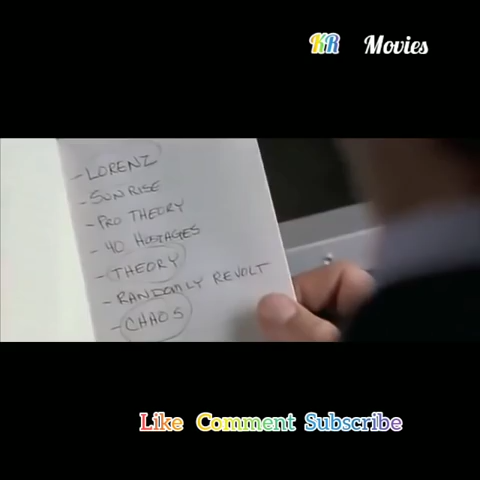 KR Movies
- LORENZ
- SUNRISE
- PRO THEORY
- 40 HOSTAGES
- THEORY
- RANDOMLY REVOLT
- CHAOS
Like Comment Subscribe